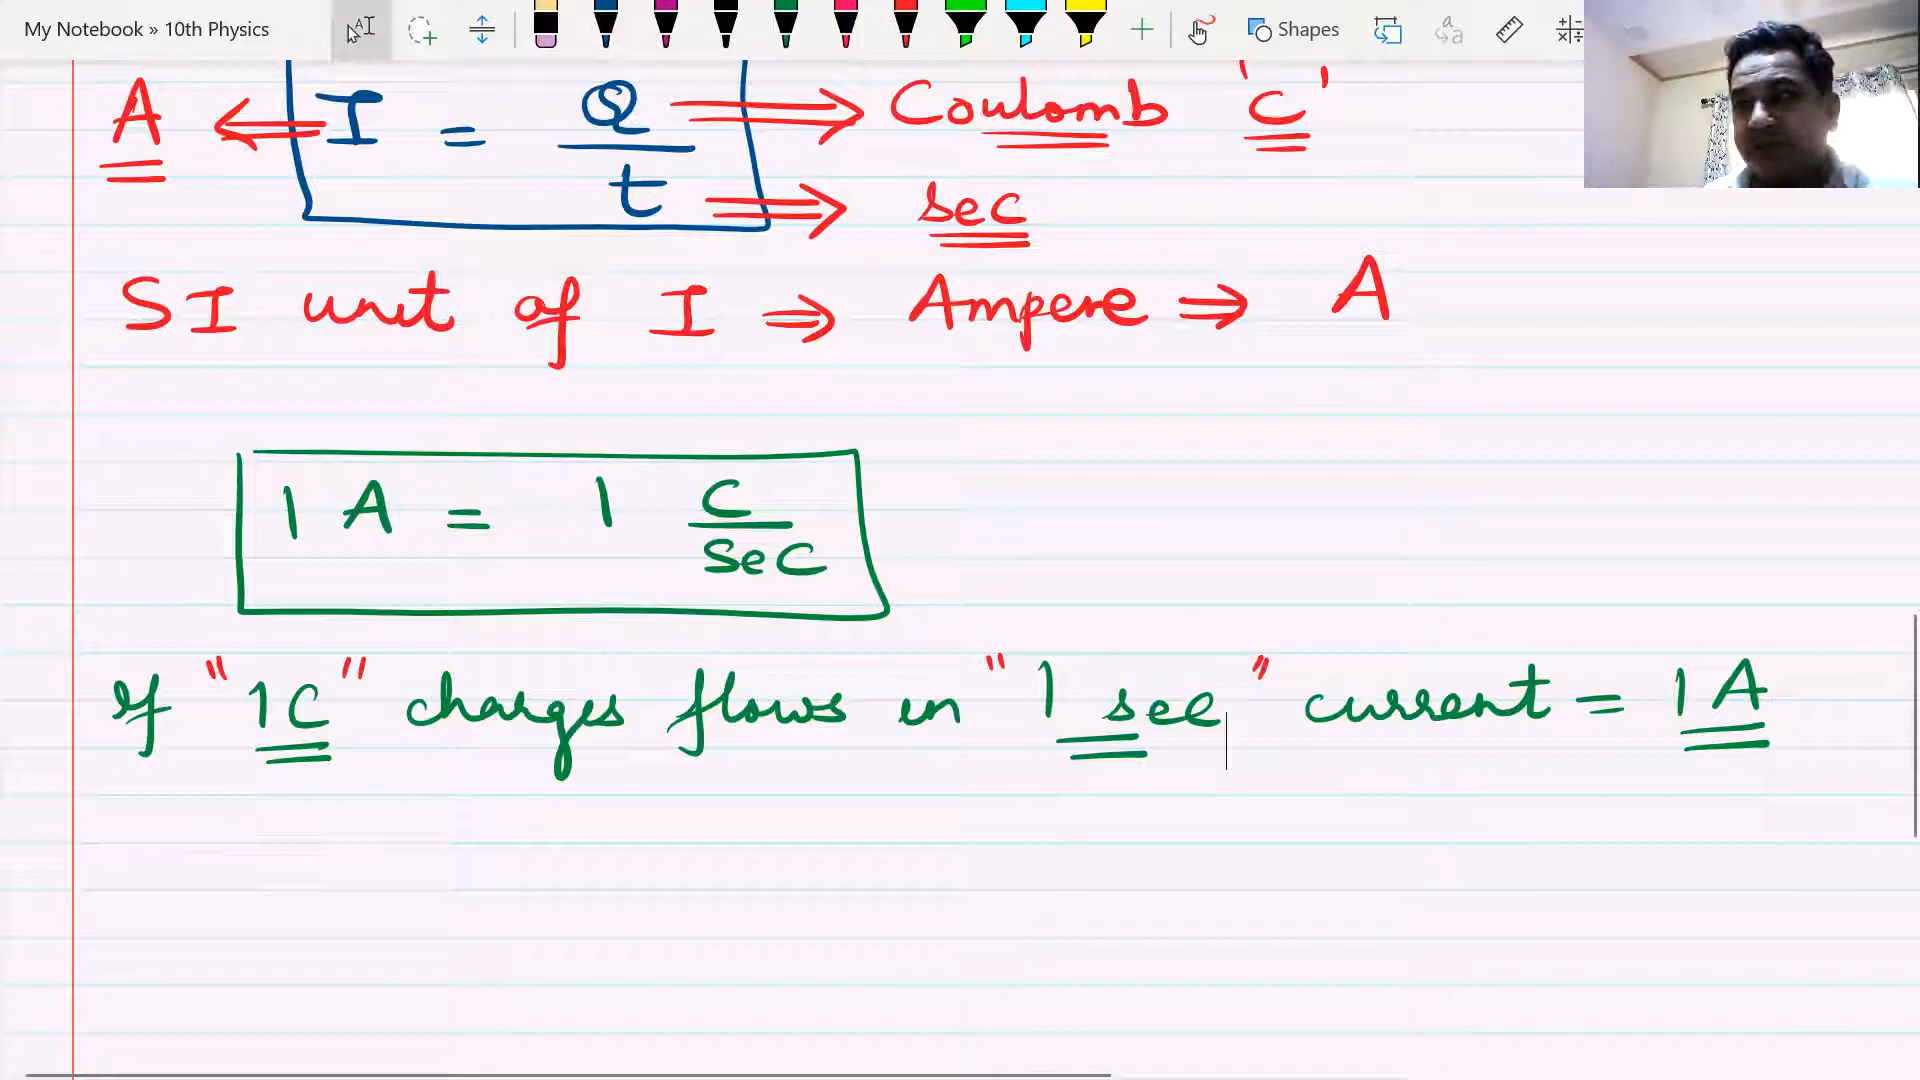 My Notebook » 10th Physics
Shapes
A ⇐ I = Q/t ⇒ Coulomb 'C'
⇒ sec
SI unit of I ⇒ Ampere ⇒ A
1 A = 1 C/sec
If "1C" charges flows in "1 sec" current = 1A